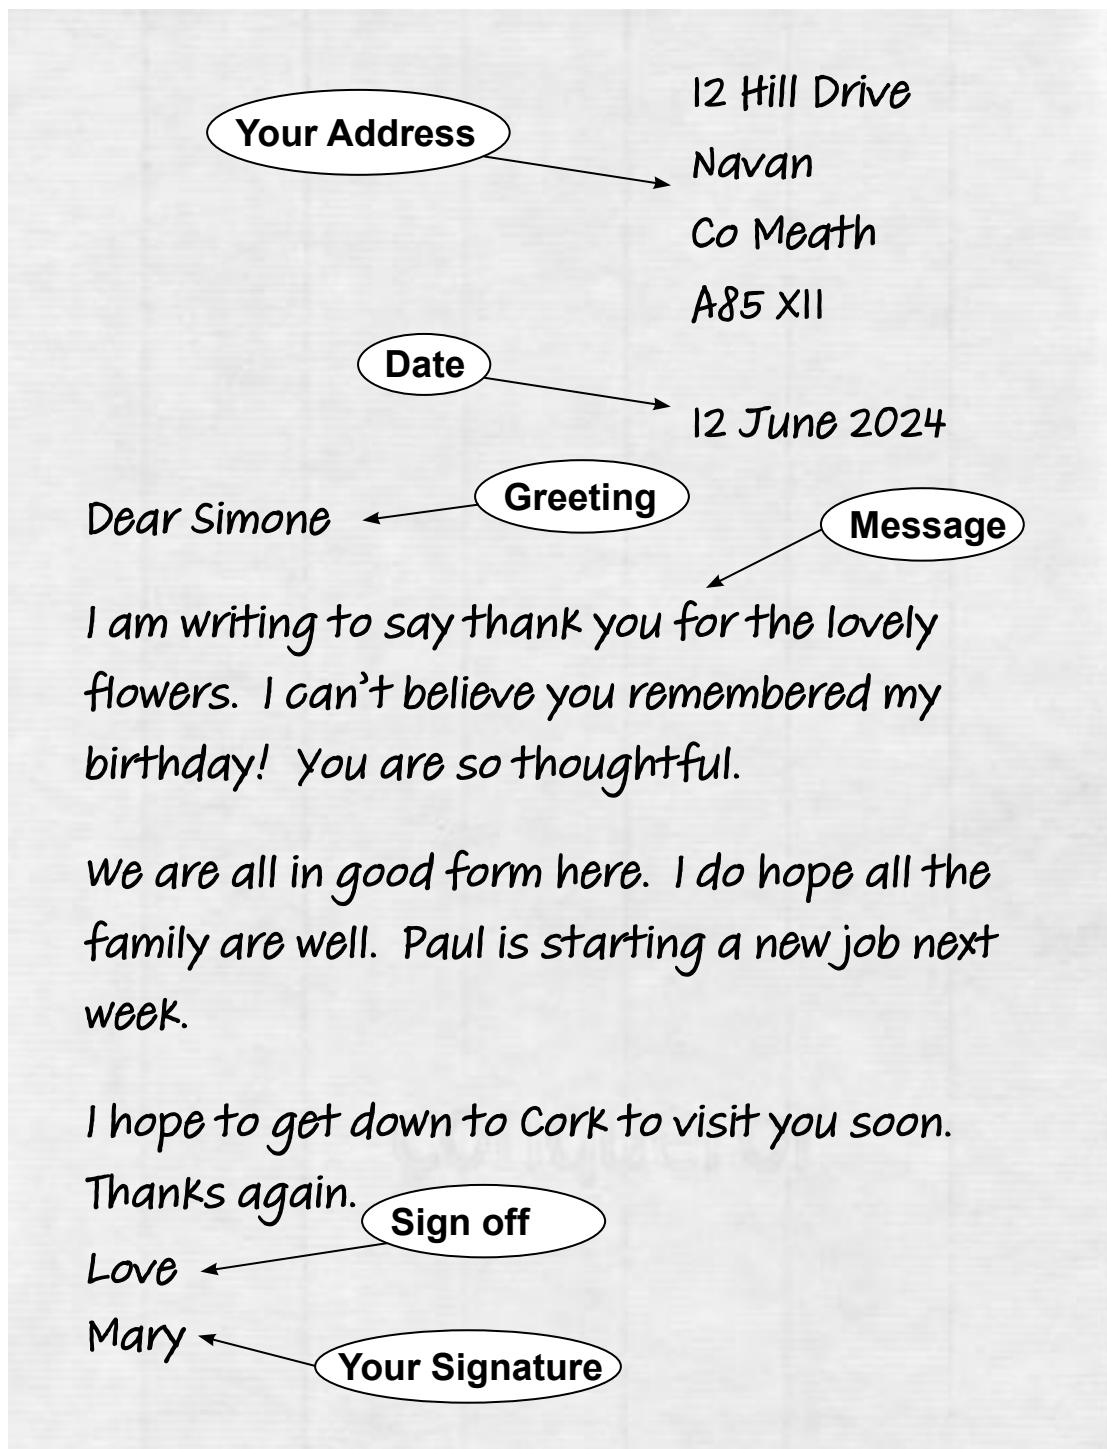 12 Hill Drive
Your Address
Navan
Co Meath
A85 X11
Date
12 June 2024
Greeting
Message
Dear Simone
I am writing to say thank you for the lovely
flowers. I can't believe you remembered my
birthday! You are so thoughtful.
We are all in good form here. I do hope all the
family are well. Paul is starting a new job next
week.
I hope to get down to Cork to visit you soon.
Thanks again.
Sign off
Love
Mary
Your Signature